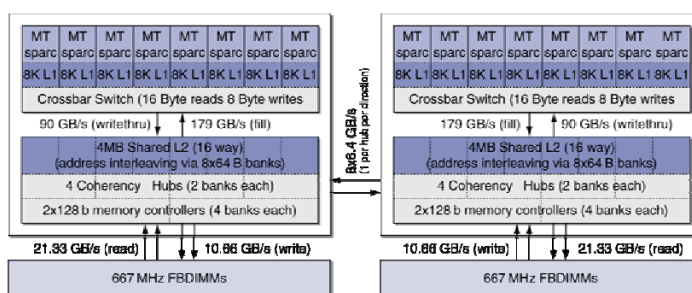 MT MT MT MT MT MT MT MT
sparc sparc sparc sparc sparc sparc sparc sparc
8K L1 8K L1 8K L1 8K L1 8K L1 8K L1 8K L1 8K L1
Crossbar Switch (16 Byte reads 8 Byte writes
90 GB/s (writethru) 179 GB/s (fill)
4MB Shared L2 (16 way)
(address interleaving via 8x64 B banks)
4 Coherency Hubs (2 banks each)
2x128 b memory controllers (4 banks each)
21.33 GB/s (read) 10.66 GB/s (write)
667 MHz FBDIMMs
8x6.4 GB/s
(1 per hub per direction)
MT MT MT MT MT MT MT MT
sparc sparc sparc sparc sparc sparc sparc sparc
8K L1 8K L1 8K L1 8K L1 8K L1 8K L1 8K L1 8K L1
Crossbar Switch (16 Byte reads 8 Byte writes
179 GB/s (fill) 90 GB/s (writethru)
4MB Shared L2 (16 way)
(address interleaving via 8x64 B banks)
4 Coherency Hubs (2 banks each)
2x128 b memory controllers (4 banks each)
10.66 GB/s (write) 21.33 GB/s (read)
667 MHz FBDIMMs